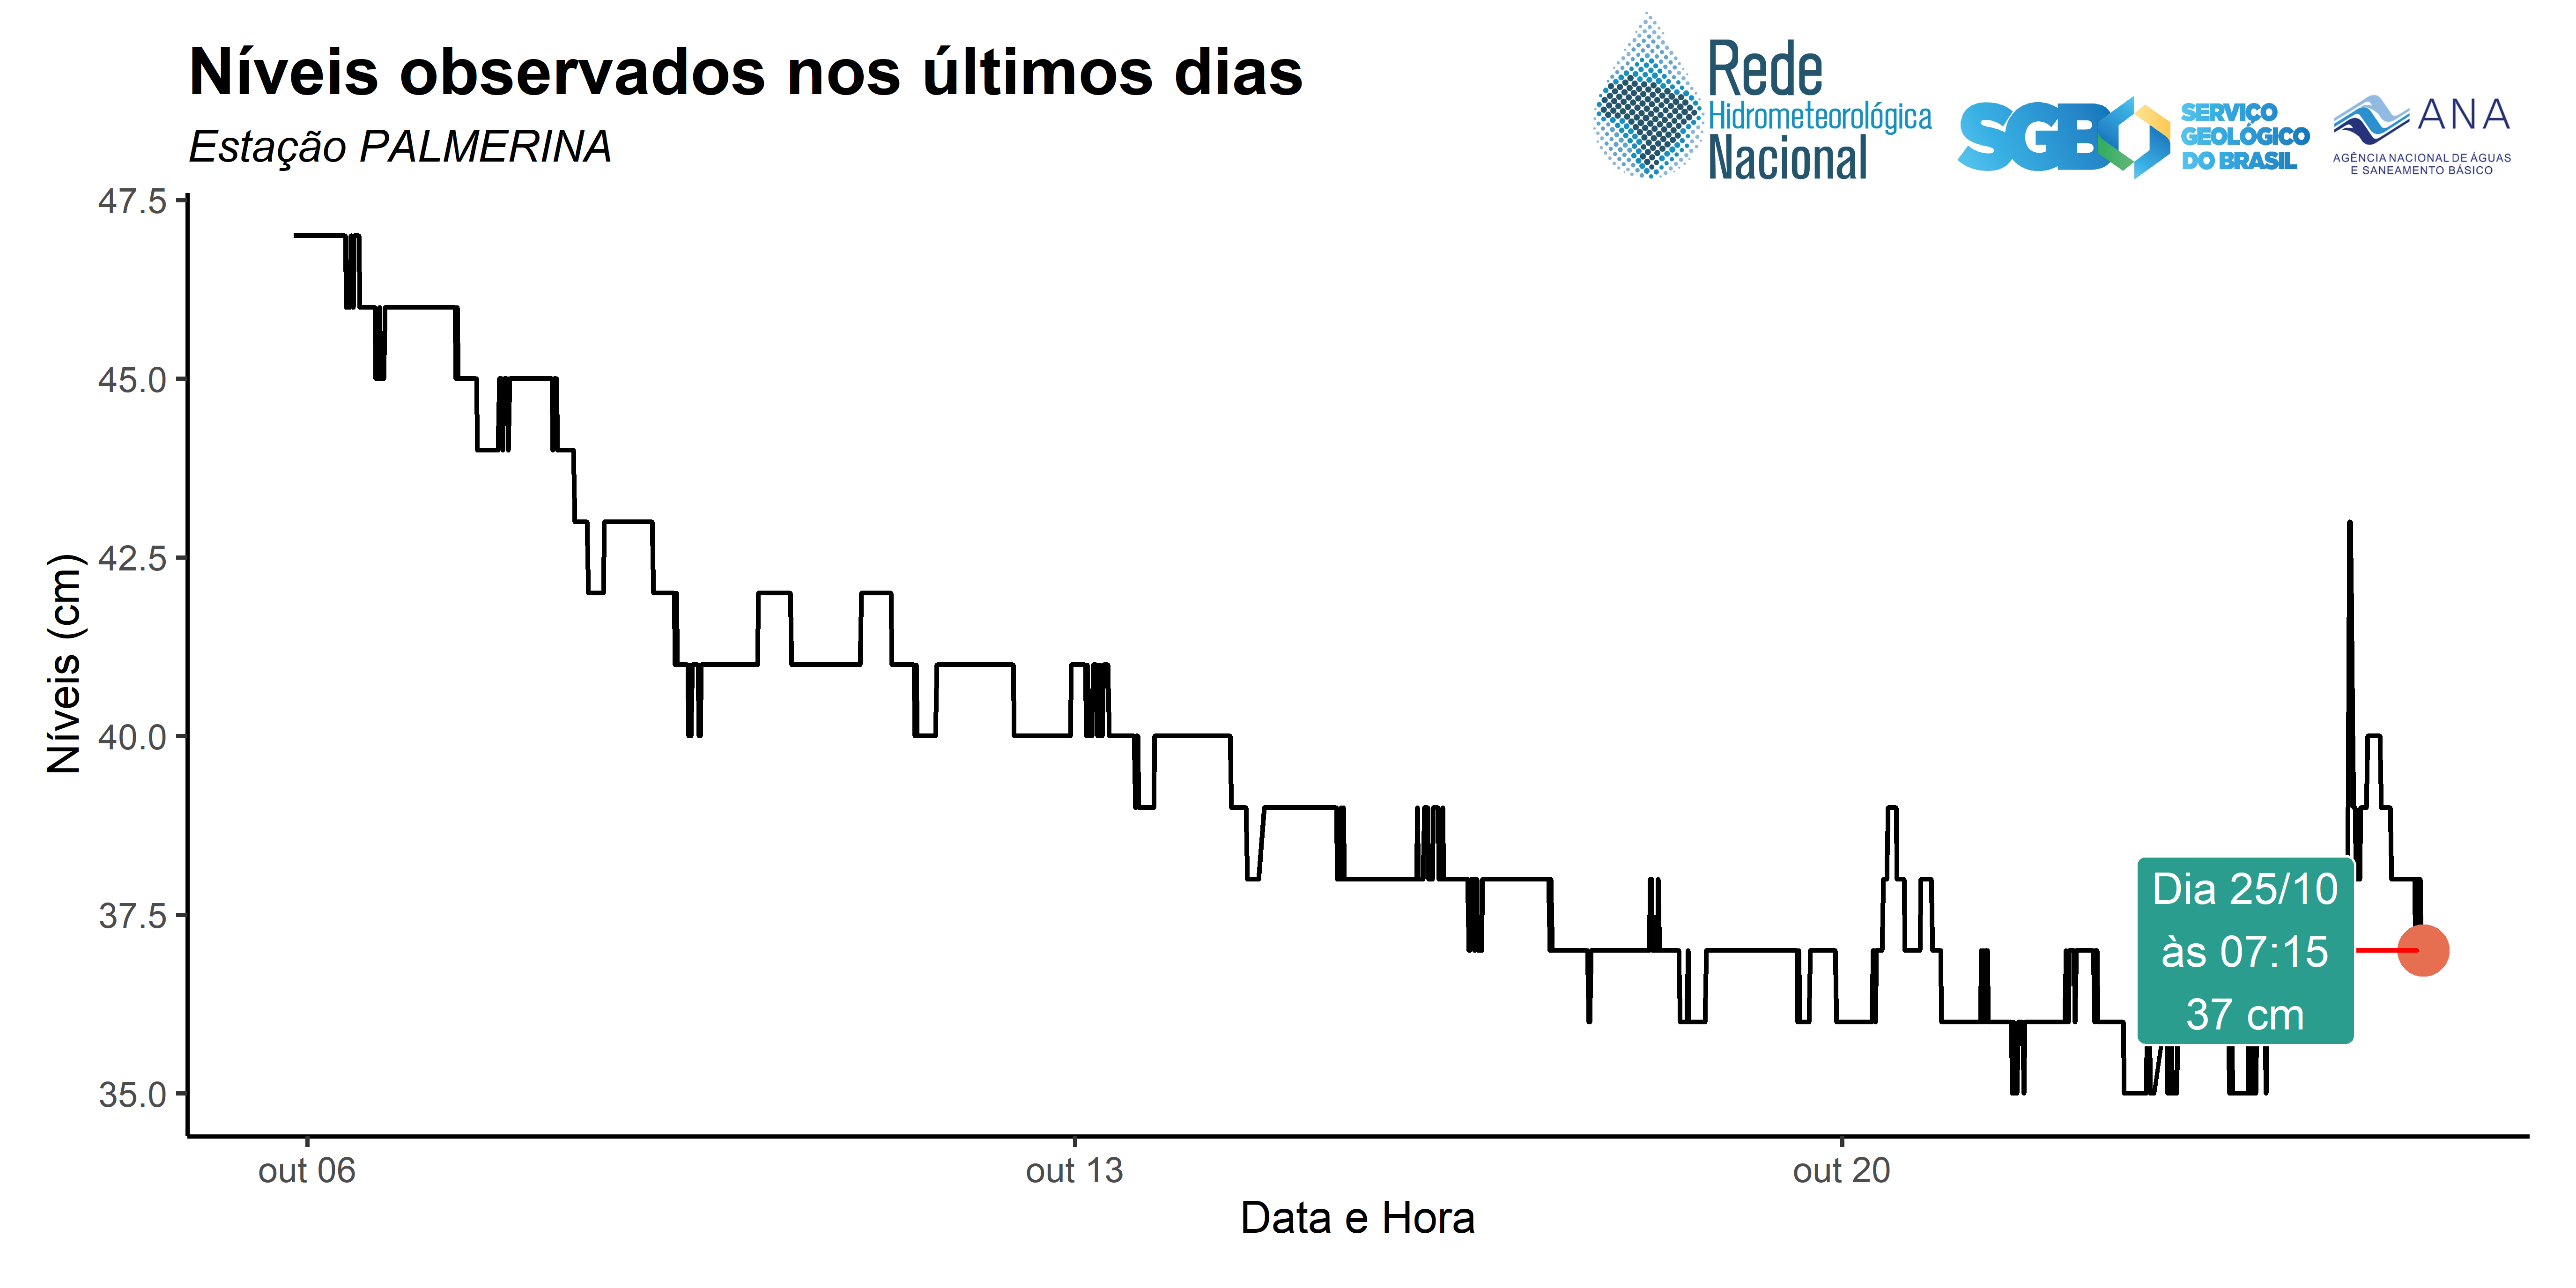 Níveis observados nos últimos dias
Estação PALMERINA
Rede
Hidrometeorológica
Nacional
SGB
SERVIÇO
GEOLÓGICO
DO BRASIL
ANA
AGÊNCIA NACIONAL DE ÁGUAS
E SANEAMENTO BÁSICO
47.5
45.0
42.5
40.0
37.5
35.0
Níveis (cm)
Dia 25/10
às 07:15
37 cm
out 06
out 13
out 20
Data e Hora